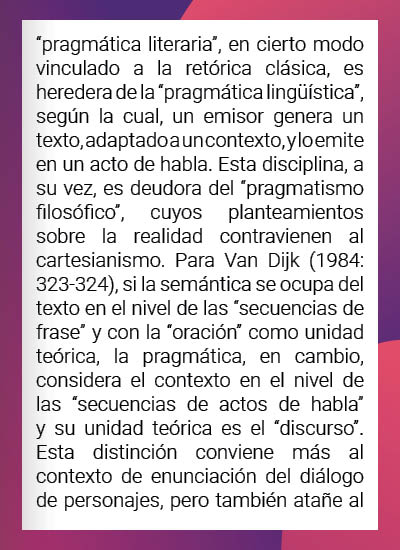 “pragmática literaria”, en cierto modo
vinculado a la retórica clásica, es
heredera de la “pragmática lingüística”,
según la cual, un emisor genera un
texto, adaptado a un contexto, y lo emite
en un acto de habla. Esta disciplina, a
su vez, es deudora del “pragmatismo
filosófico”, cuyos planteamientos
sobre la realidad contravienen al
cartesianismo. Para Van Dijk (1984:
323-324), si la semántica se ocupa del
texto en el nivel de las “secuencias de
frase” y con la “oración” como unidad
teórica, la pragmática, en cambio,
considera el contexto en el nivel de
las “secuencias de actos de habla”
y su unidad teórica es el “discurso”.
Esta distinción conviene más al
contexto de enunciación del diálogo
de personajes, pero también atañe al